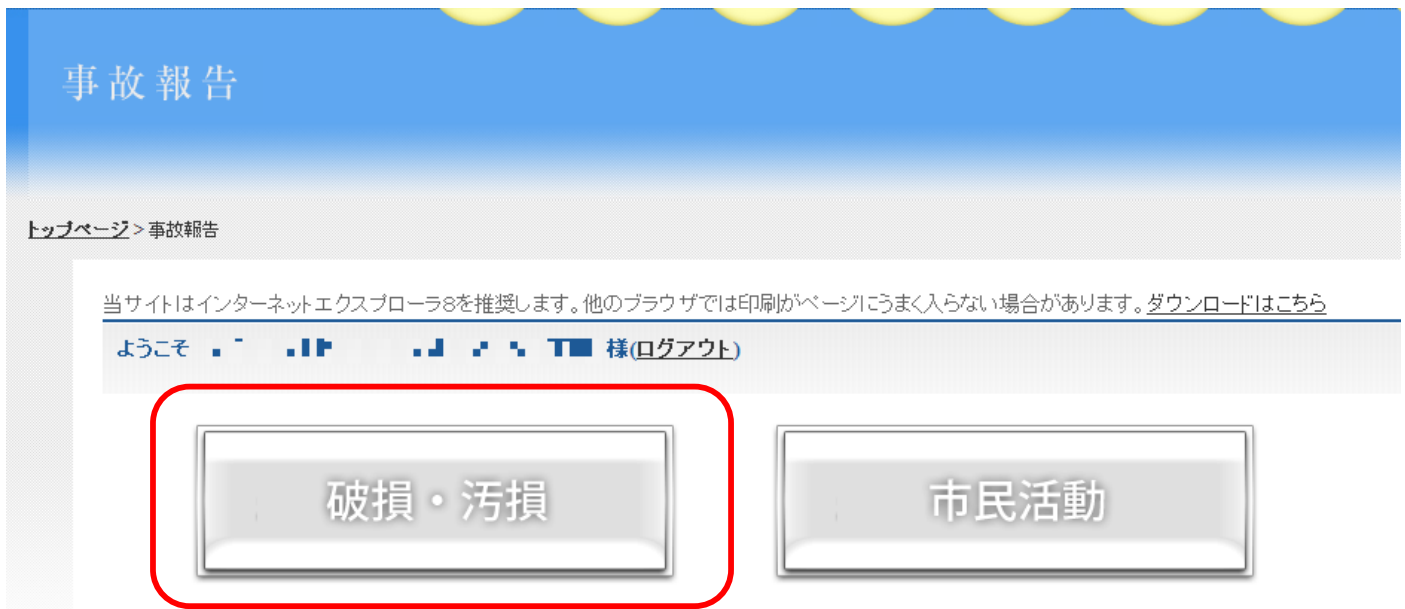 事故報告
トップページ > 事故報告
当サイトはインターネットエクスプローラ8を推奨します。他のブラウザでは印刷がページにうまく入らない場合があります。ダウンロードはこちら
ようこそ 様(ログアウト)
破損・汚損 市民活動